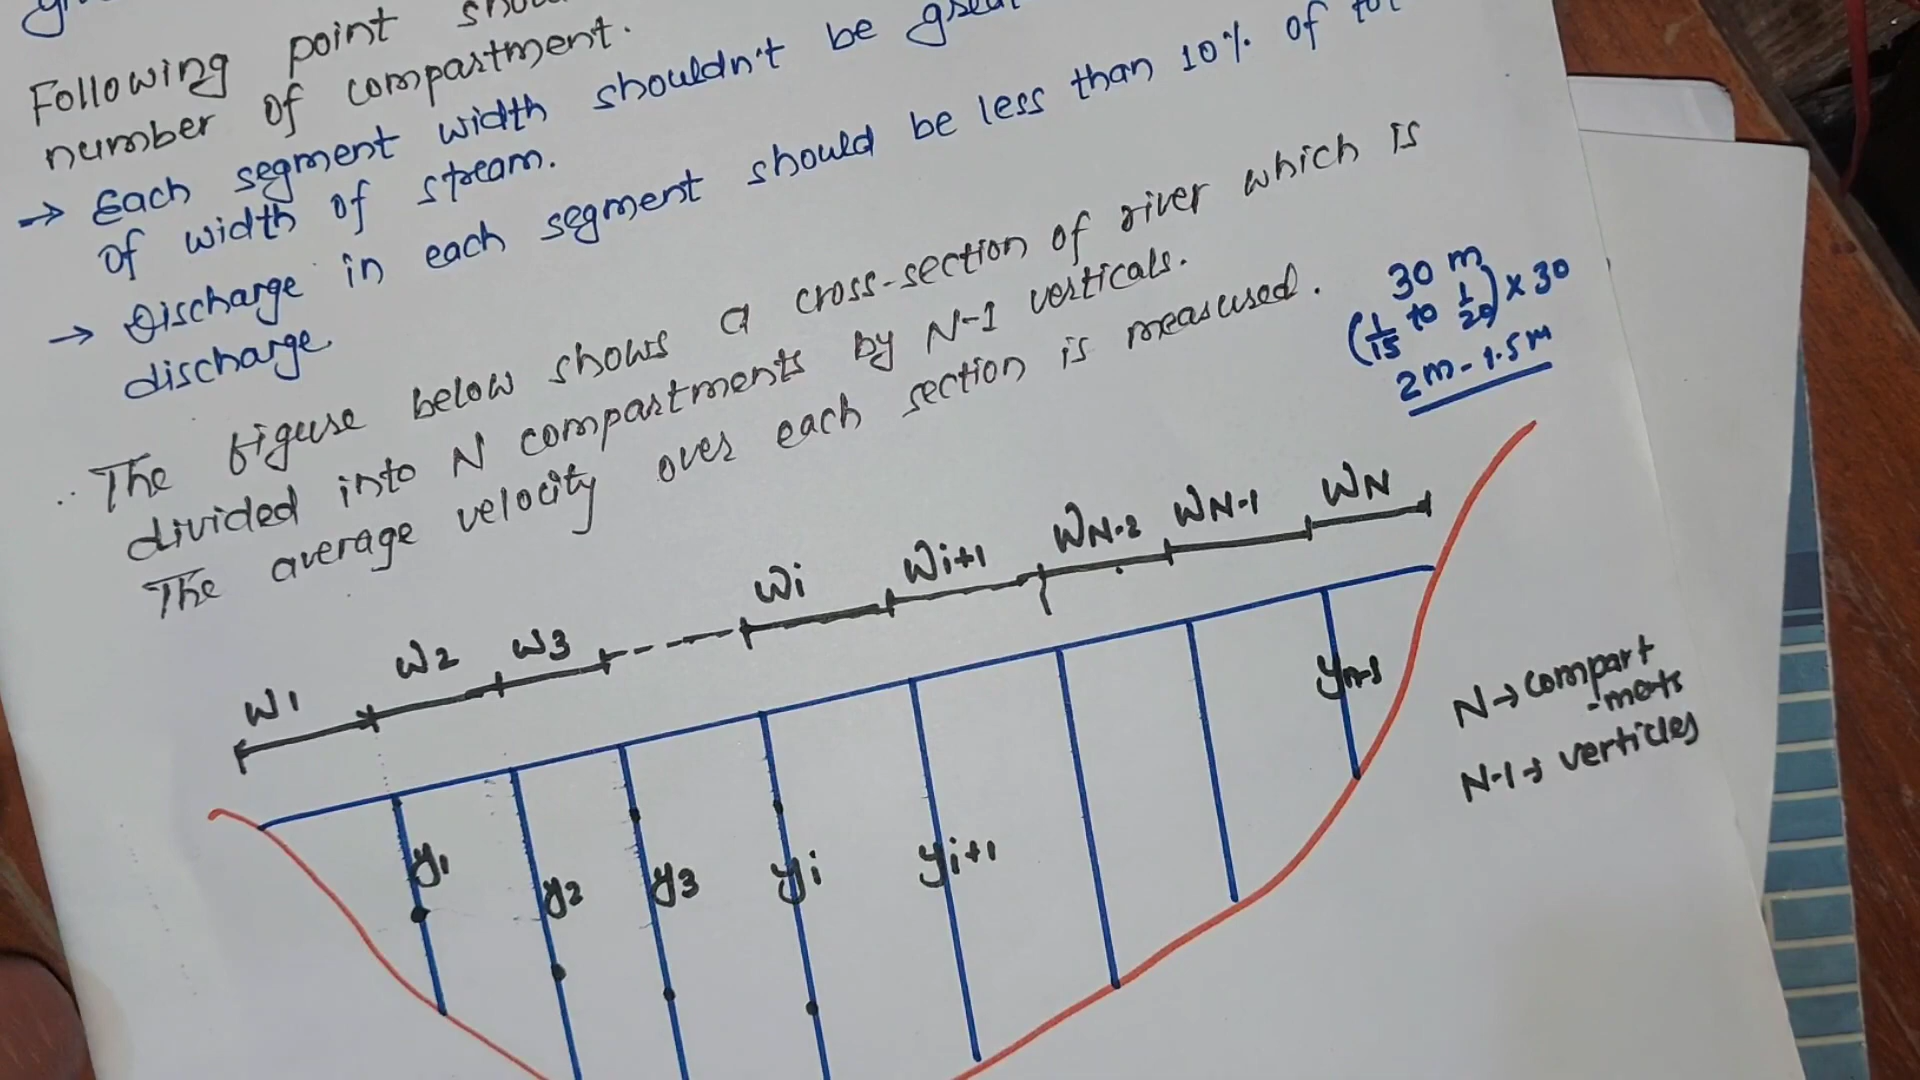 Following point
number of compartment.
→ Each segment width shouldn't be
of width of stream.
→ Discharge in each segment should be less than 10% of
discharge
∴ The figure below shows a cross-section of river which is
divided into N compartments by N-1 verticals.
The average velocity over each section is measured.
30 m
(1/15 to 1/20) x 30
2m - 1.5m
W1 W2 W3 Wi Wi+1 WN-2 WN-1 WN
y1 y2 y3 yi yi+1 yn-1
N → compart
-ments
N-1 → verticles